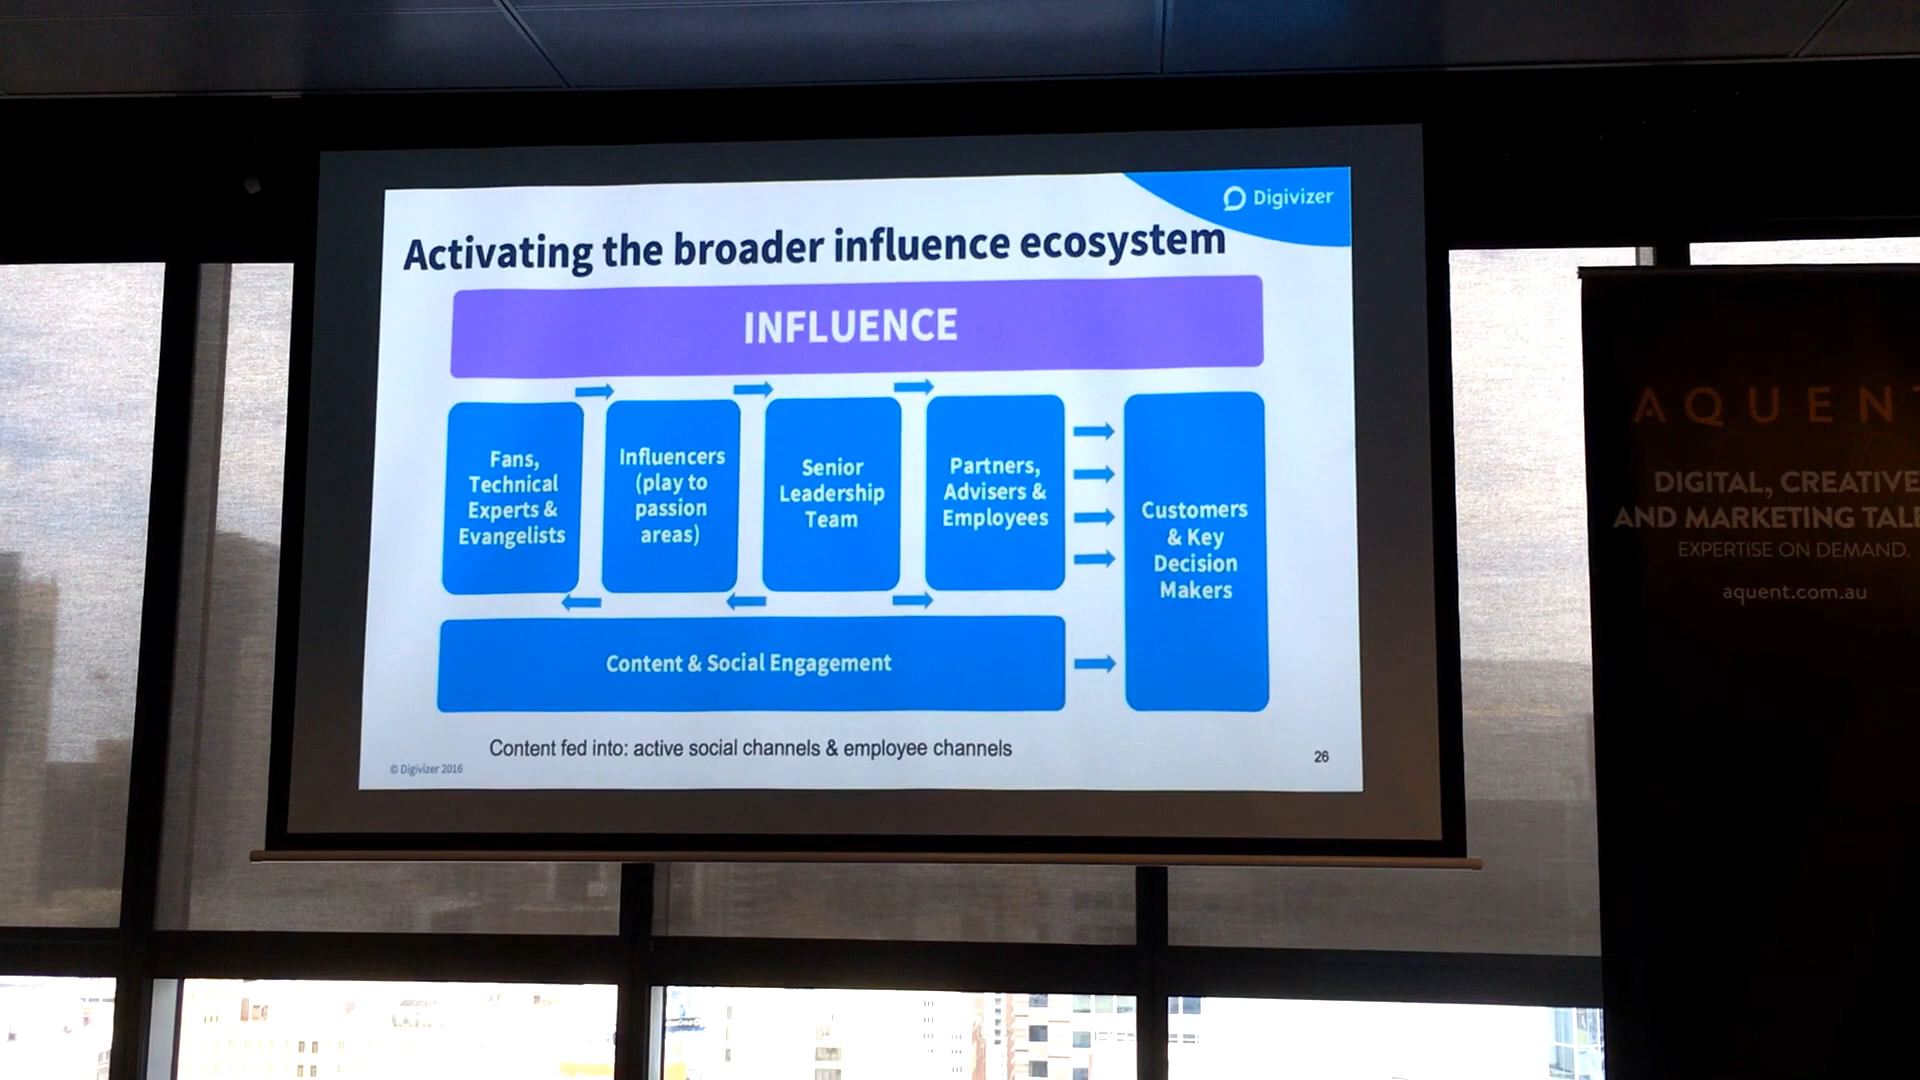 Digivizer
Activating the broader influence ecosystem
INFLUENCE
Fans,
Technical
Experts &
Evangelists
Influencers
(play to
passion
areas)
Senior
Leadership
Team
Partners,
Advisers &
Employees
Customers
& Key
Decision
Makers
Content & Social Engagement
Content fed into: active social channels & employee channels
© Digivizer 2016
26
AQUENT
DIGITAL, CREATIVE
AND MARKETING TAL
EXPERTISE ON DEMAND.
aquent.com.au